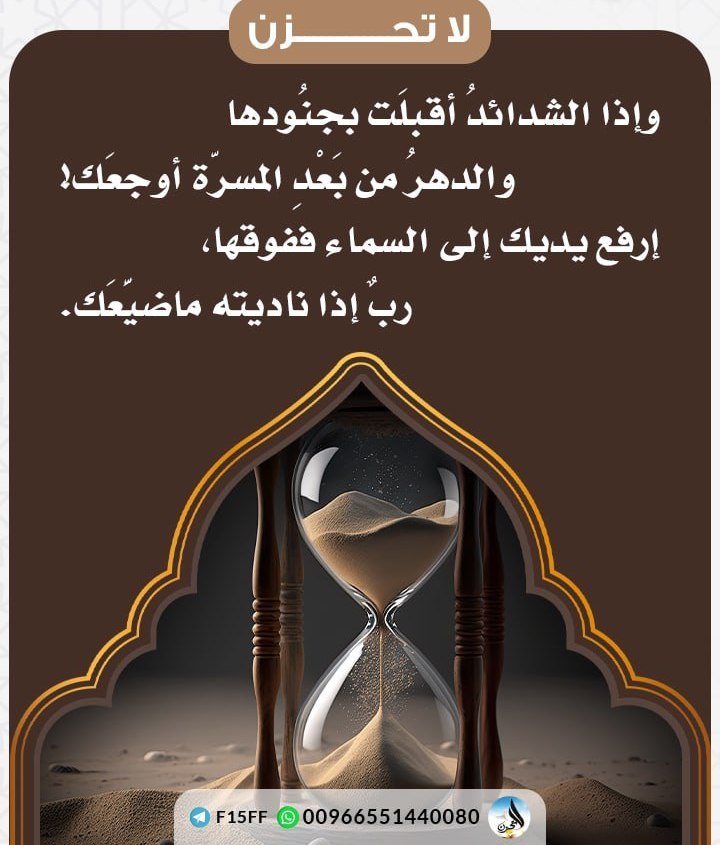 لا تحـــــزن
وإذا الشدائدُ أقبلَت بجنُودها
والدهرُ من بَعْدِ المسرّة أوجعَك!
إرفع يديك إلى السماء ففوقها،
ربٌ إذا ناديته ماضيّعَك.
F15FF 00966551440080 لاتحزن